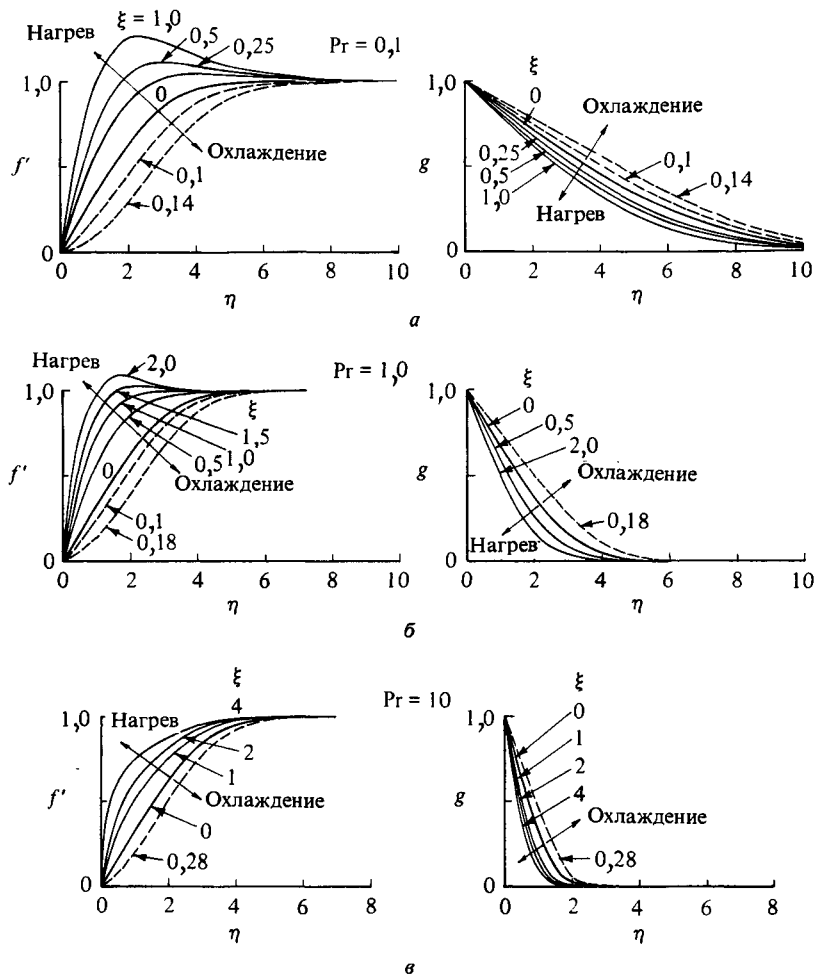 Нагрев
ξ = 1,0
0,5
0,25
Pr = 0,1
1,0
0
Охлаждение
f′
0,1
0,14
0
0 2 4 6 8 10
η
ξ
1,0
0
Охлаждение
g
0,25
0,5
1,0
0,1
0,14
Нагрев
0
0 2 4 6 8 10
η
а
Нагрев
2,0
Pr = 1,0
1,0
ξ
1,5
1,0
0,5
0
Охлаждение
f′
0,1
0,18
0
0 2 4 6 8 10
η
ξ
1,0
0
0,5
2,0
Охлаждение
g
0,18
Нагрев
0
0 2 4 6 8 10
η
б
ξ
4
Pr = 10
1,0
Нагрев
2
1
Охлаждение
f′
0
0,28
0
0 2 4 6 8
η
ξ
1,0
0
1
2
4
Охлаждение
g
0,28
0
0 2 4 6 8
η
в